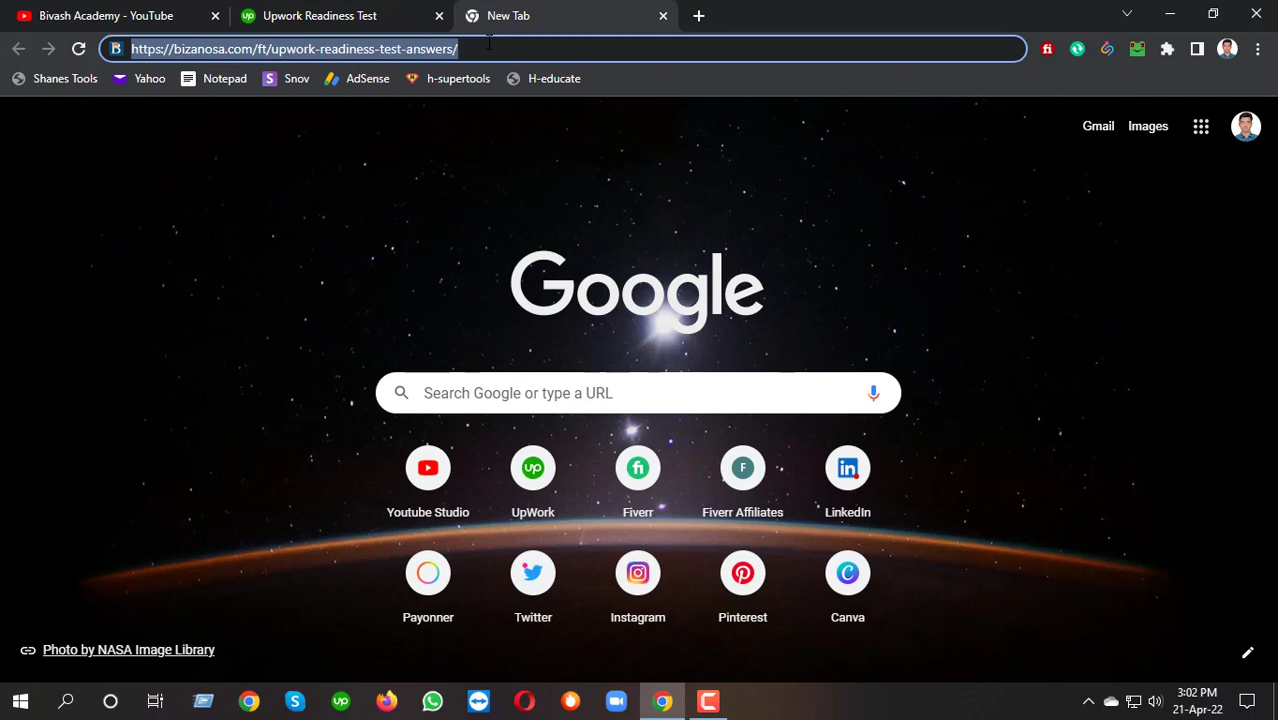 Bivash Academy - YouTube
Upwork Readiness Test
New Tab
https://bizanosa.com/ft/upwork-readiness-test-answers/
Shanes Tools
Yahoo
Notepad
Snov
AdSense
h-supertools
H-educate
Gmail
Images
Google
Search Google or type a URL
Youtube Studio
UpWork
Fiverr
Fiverr Affiliates
LinkedIn
Payonner
Twitter
Instagram
Pinterest
Canva
Photo by NASA Image Library
3:02 PM
21-Apr-22